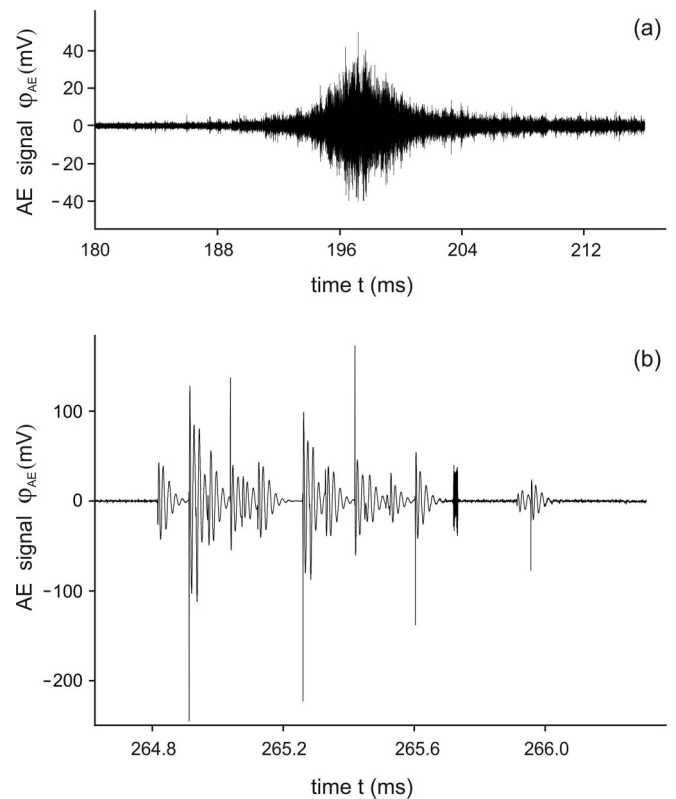 (a)
AE signal φAE(mV)
40
20
0
−20
−40
180 188 196 204 212
time t (ms)
(b)
AE signal φAE(mV)
100
0
−100
−200
264.8 265.2 265.6 266.0
time t (ms)